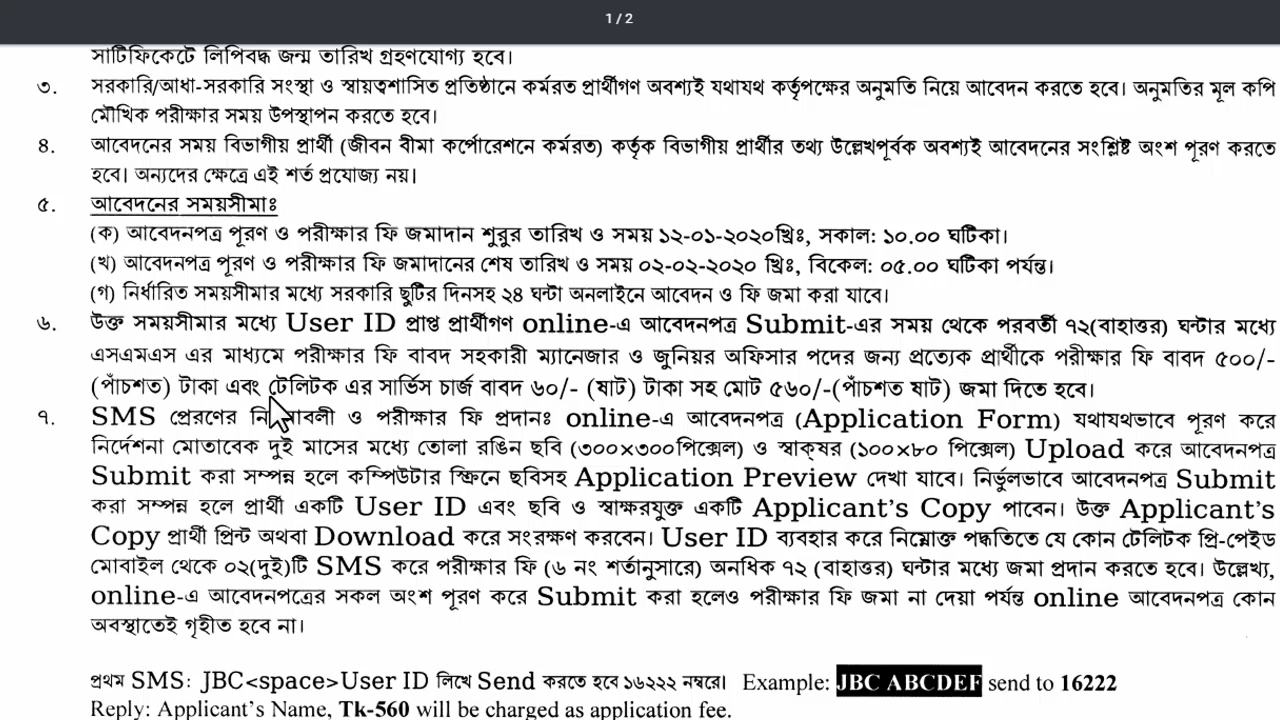 1 / 2
সার্টিফিকেটে লিপিবদ্ধ জন্ম তারিখ গ্রহণযোগ্য হবে।
৩. সরকারি/আধা-সরকারি সংস্থা ও স্বায়ত্বশাসিত প্রতিষ্ঠানে কর্মরত প্রার্থীগণ অবশ্যই যথাযথ কর্তৃপক্ষের অনুমতি নিয়ে আবেদন করতে হবে। অনুমতির মূল কপি
মৌখিক পরীক্ষার সময় উপস্থাপন করতে হবে।
৪. আবেদনের সময় বিভাগীয় প্রার্থী (জীবন বীমা কর্পোরেশনে কর্মরত) কর্তৃক বিভাগীয় প্রার্থীর তথ্য উল্লেখপূর্বক অবশ্যই আবেদনের সংশ্লিষ্ট অংশ পূরণ করতে
হবে। অন্যদের ক্ষেত্রে এই শর্ত প্রযোজ্য নয়।
৫. আবেদনের সময়সীমাঃ
(ক) আবেদনপত্র পূরণ ও পরীক্ষার ফি জমাদান শুরুর তারিখ ও সময় ১২-০১-২০২০খ্রিঃ, সকাল: ১০.০০ ঘটিকা।
(খ) আবেদনপত্র পূরণ ও পরীক্ষার ফি জমাদানের শেষ তারিখ ও সময় ০২-০২-২০২০ খ্রিঃ, বিকেল: ০৫.০০ ঘটিকা পর্যন্ত।
(গ) নির্ধারিত সময়সীমার মধ্যে সরকারি ছুটির দিনসহ ২৪ ঘন্টা অনলাইনে আবেদন ও ফি জমা করা যাবে।
৬. উক্ত সময়সীমার মধ্যে User ID প্রাপ্ত প্রার্থীগণ online-এ আবেদনপত্র Submit-এর সময় থেকে পরবর্তী ৭২(বাহাত্তর) ঘন্টার মধ্যে
এসএমএস এর মাধ্যমে পরীক্ষার ফি বাবদ সহকারী ম্যানেজার ও জুনিয়র অফিসার পদের জন্য প্রত্যেক প্রার্থীকে পরীক্ষার ফি বাবদ ৫০০/-
(পাঁচশত) টাকা এবং টেলিটক এর সার্ভিস চার্জ বাবদ ৬০/- (ষাট) টাকা সহ মোট ৫৬০/-(পাঁচশত ষাট) জমা দিতে হবে।
৭. SMS প্রেরণের নিয়মাবলী ও পরীক্ষার ফি প্রদানঃ online-এ আবেদনপত্র (Application Form) যথাযথভাবে পূরণ করে
নির্দেশনা মোতাবেক দুই মাসের মধ্যে তোলা রঙিন ছবি (৩০০×৩০০পিক্সেল) ও স্বাক্ষর (১০০×৮০ পিক্সেল) Upload করে আবেদনপত্র
Submit করা সম্পন্ন হলে কম্পিউটার স্ক্রিনে ছবিসহ Application Preview দেখা যাবে। নির্ভুলভাবে আবেদনপত্র Submit
করা সম্পন্ন হলে প্রার্থী একটি User ID এবং ছবি ও স্বাক্ষরযুক্ত একটি Applicant's Copy পাবেন। উক্ত Applicant's
Copy প্রার্থী প্রিন্ট অথবা Download করে সংরক্ষণ করবেন। User ID ব্যবহার করে নিম্নোক্ত পদ্ধতিতে যে কোন টেলিটক প্রি-পেইড
মোবাইল থেকে ০২(দুই)টি SMS করে পরীক্ষার ফি (৬ নং শর্তানুসারে) অনধিক ৭২ (বাহাত্তর) ঘন্টার মধ্যে জমা প্রদান করতে হবে। উল্লেখ্য,
online-এ আবেদনপত্রের সকল অংশ পূরণ করে Submit করা হলেও পরীক্ষার ফি জমা না দেয়া পর্যন্ত online আবেদনপত্র কোন
অবস্থাতেই গৃহীত হবে না।
প্রথম SMS: JBC<space>User ID লিখে Send করতে হবে ১৬২২২ নম্বরে। Example: JBC ABCDEF send to 16222
Reply: Applicant's Name, Tk-560 will be charged as application fee.